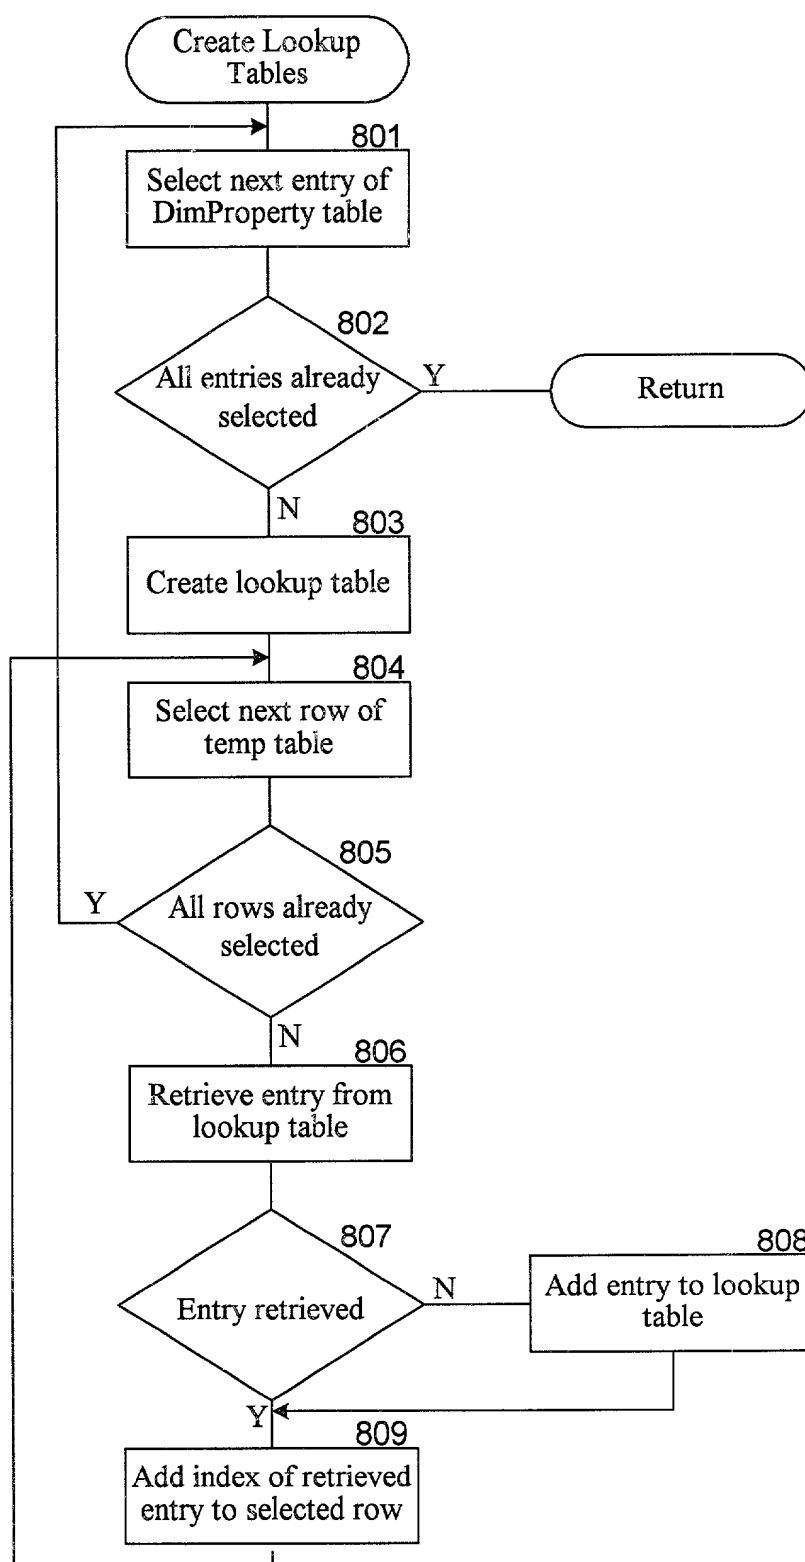 Create Lookup
Tables
801
Select next entry of
DimProperty table
802
All entries already
selected
Y
Return
N
803
Create lookup table
804
Select next row of
temp table
805
Y
All rows already
selected
N
806
Retrieve entry from
lookup table
807
Entry retrieved
N
808
Add entry to lookup
table
Y
809
Add index of retrieved
entry to selected row